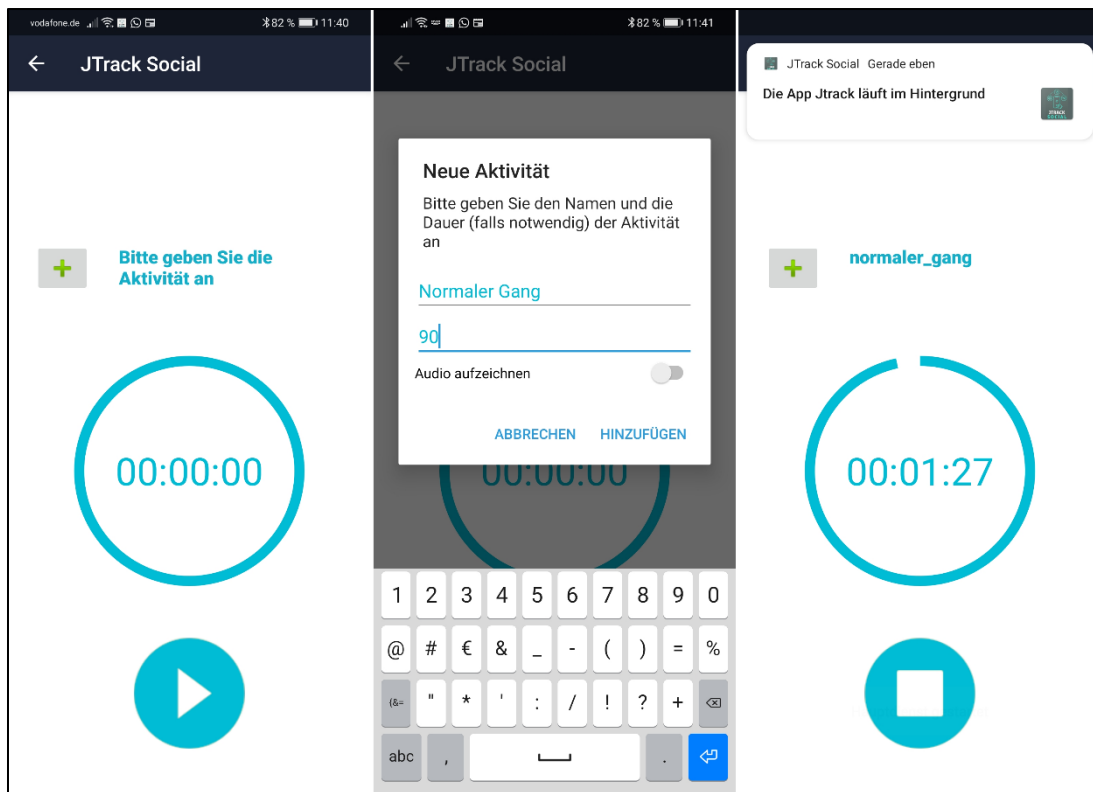 vodafone.de 82 % 11:40
JTrack Social
Bitte geben Sie die
Aktivität an
00:00:00
82 % 11:41
JTrack Social
Neue Aktivität
Bitte geben Sie den Namen und die
Dauer (falls notwendig) der Aktivität
an
Normaler Gang
90
Audio aufzeichnen
ABBRECHEN HINZUFÜGEN
00:00:00
1 2 3 4 5 6 7 8 9 0
@ # € & _ - ( ) = %
{&= " * ' : / ! ? +
abc , .
JTrack Social Gerade eben
Die App Jtrack läuft im Hintergrund
JTRACK
SOCIAL
normaler_gang
00:01:27